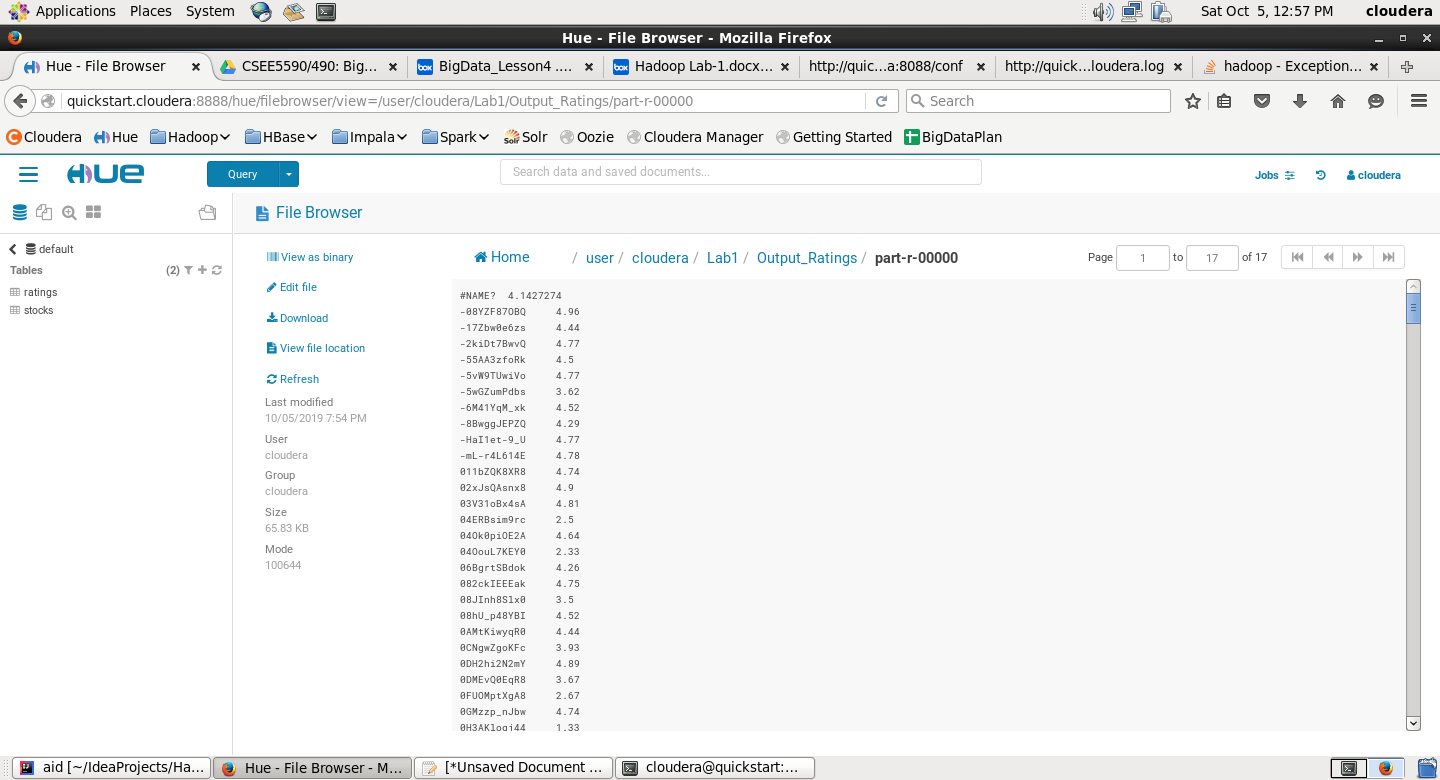 Applications Places System Sat Oct 5, 12:57 PM cloudera
Hue - File Browser - Mozilla Firefox
Hue - File Browser CSEE5590/490: Big... BigData_Lesson4 .... Hadoop Lab-1.docx... http://quic...a:8088/conf http://quick...loudera.log hadoop - Exception...
quickstart.cloudera:8888/hue/filebrowser/view=/user/cloudera/Lab1/Output_Ratings/part-r-00000 Search
Cloudera Hue Hadoop HBase Impala Spark Solr Oozie Cloudera Manager Getting Started BigDataPlan
HUE Query Search data and saved documents... Jobs cloudera
File Browser
default
Tables (2)
ratings
stocks
View as binary
Edit file
Download
View file location
Refresh
Last modified
10/05/2019 7:54 PM
User
cloudera
Group
cloudera
Size
65.83 KB
Mode
100644
Home / user / cloudera / Lab1 / Output_Ratings / part-r-00000 Page 1 to 17 of 17
#NAME? 4.1427274
-08YZF87OBQ 4.96
-17Zbw0e6zs 4.44
-2kiDt7BwvQ 4.77
-55AA3zfoRk 4.5
-5vW9TUwiVo 4.77
-5wGZumPdbs 3.62
-6M41YqM_xk 4.52
-8BwggJEPZQ 4.29
-HaI1et-9_U 4.77
-mL-r4L614E 4.78
011bZQK8XR8 4.74
02xJsQAsnx8 4.9
03V31oBx4sA 4.81
04ERBsim9rc 2.5
04Ok0piOE2A 4.64
04OouL7KEY0 2.33
06BgrtSBdok 4.26
082ckIEEEak 4.75
08JInh8Slx0 3.5
08hU_p48YBI 4.52
0AMtKiwyqR0 4.44
0CNgwZgoKFc 3.93
0DH2hi2N2mY 4.89
0DMEvQ0EqR8 3.67
0FUOMptXgA8 2.67
0GMzzp_nJbw 4.74
0H3AKlogj44 1.33
aid [~/IdeaProjects/Ha... Hue - File Browser - M... [*Unsaved Document ... cloudera@quickstart:...